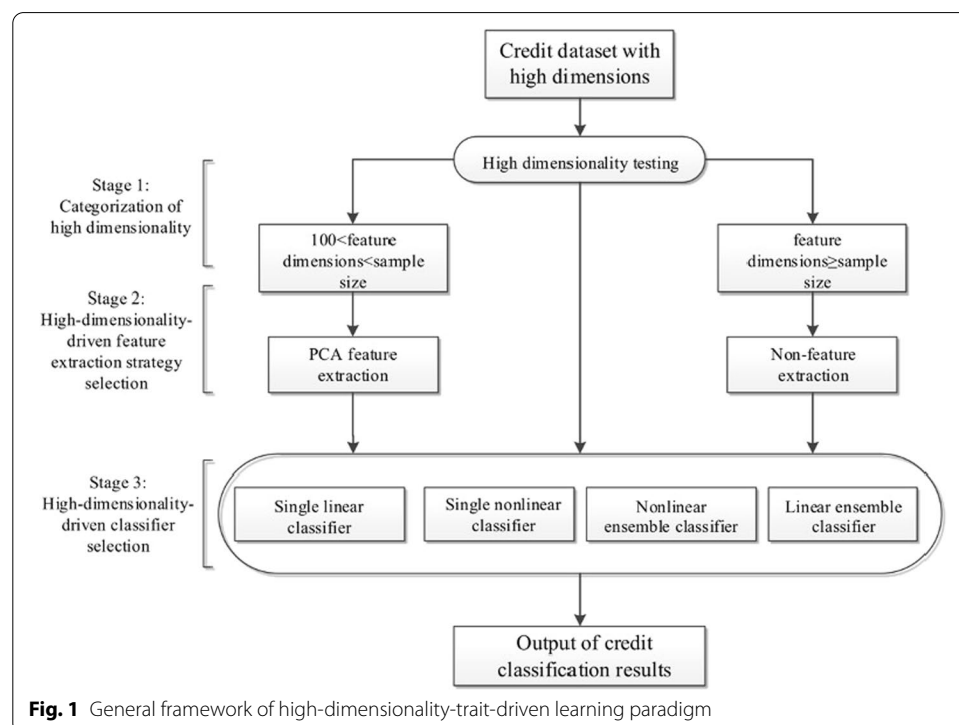 Credit dataset with
high dimensions
High dimensionality testing
Stage 1:
Categorization of
high dimensionality
100<feature
dimensions<sample
size
feature
dimensions≥sample
size
Stage 2:
High-dimensionality-
driven feature
extraction strategy
selection
PCA feature
extraction
Non-feature
extraction
Stage 3:
High-dimensionality-
driven classifier
selection
Single linear
classifier
Single nonlinear
classifier
Nonlinear
ensemble classifier
Linear ensemble
classifier
Output of credit
classification results
Fig. 1 General framework of high-dimensionality-trait-driven learning paradigm